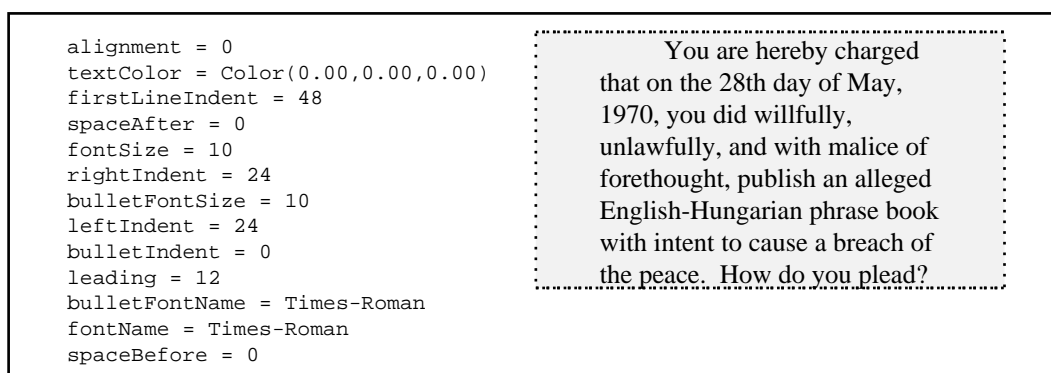 alignment = 0
textColor = Color(0.00,0.00,0.00)
firstLineIndent = 48
spaceAfter = 0
fontSize = 10
rightIndent = 24
bulletFontSize = 10
leftIndent = 24
bulletIndent = 0
leading = 12
bulletFontName = Times-Roman
fontName = Times-Roman
spaceBefore = 0
You are hereby charged
that on the 28th day of May,
1970, you did willfully,
unlawfully, and with malice of
forethought, publish an alleged
English-Hungarian phrase book
with intent to cause a breach of
the peace.  How do you plead?